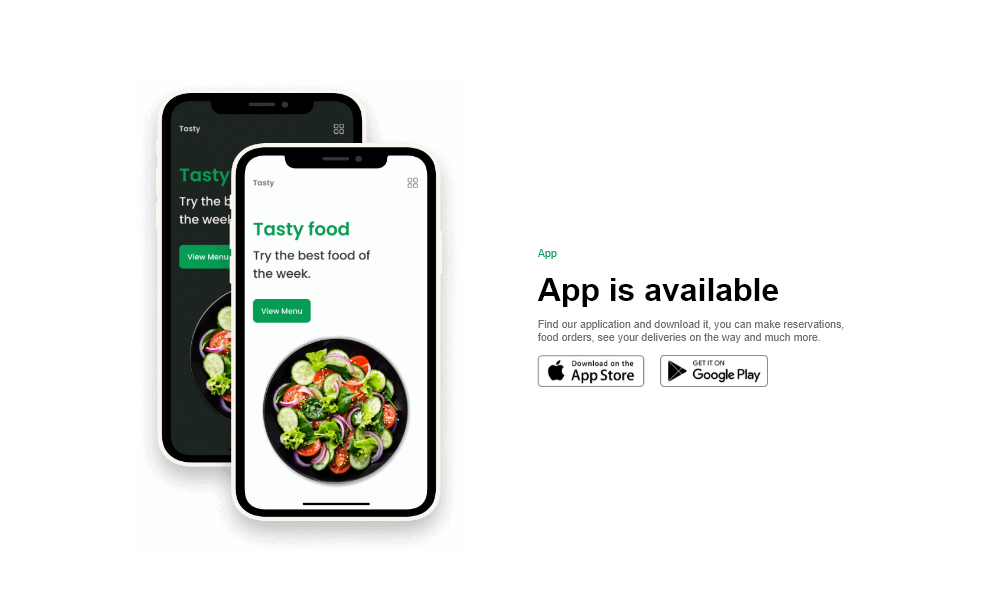 Tasty
Tasty
Try the
the
View Menu
Tasty
Tasty food
Try the best food of
the week.
View Menu
App
App is available
Find our application and download it, you can make reservations,
food orders, see your deliveries on the way and much more.
Download on the
App Store
GET IT ON
Google Play